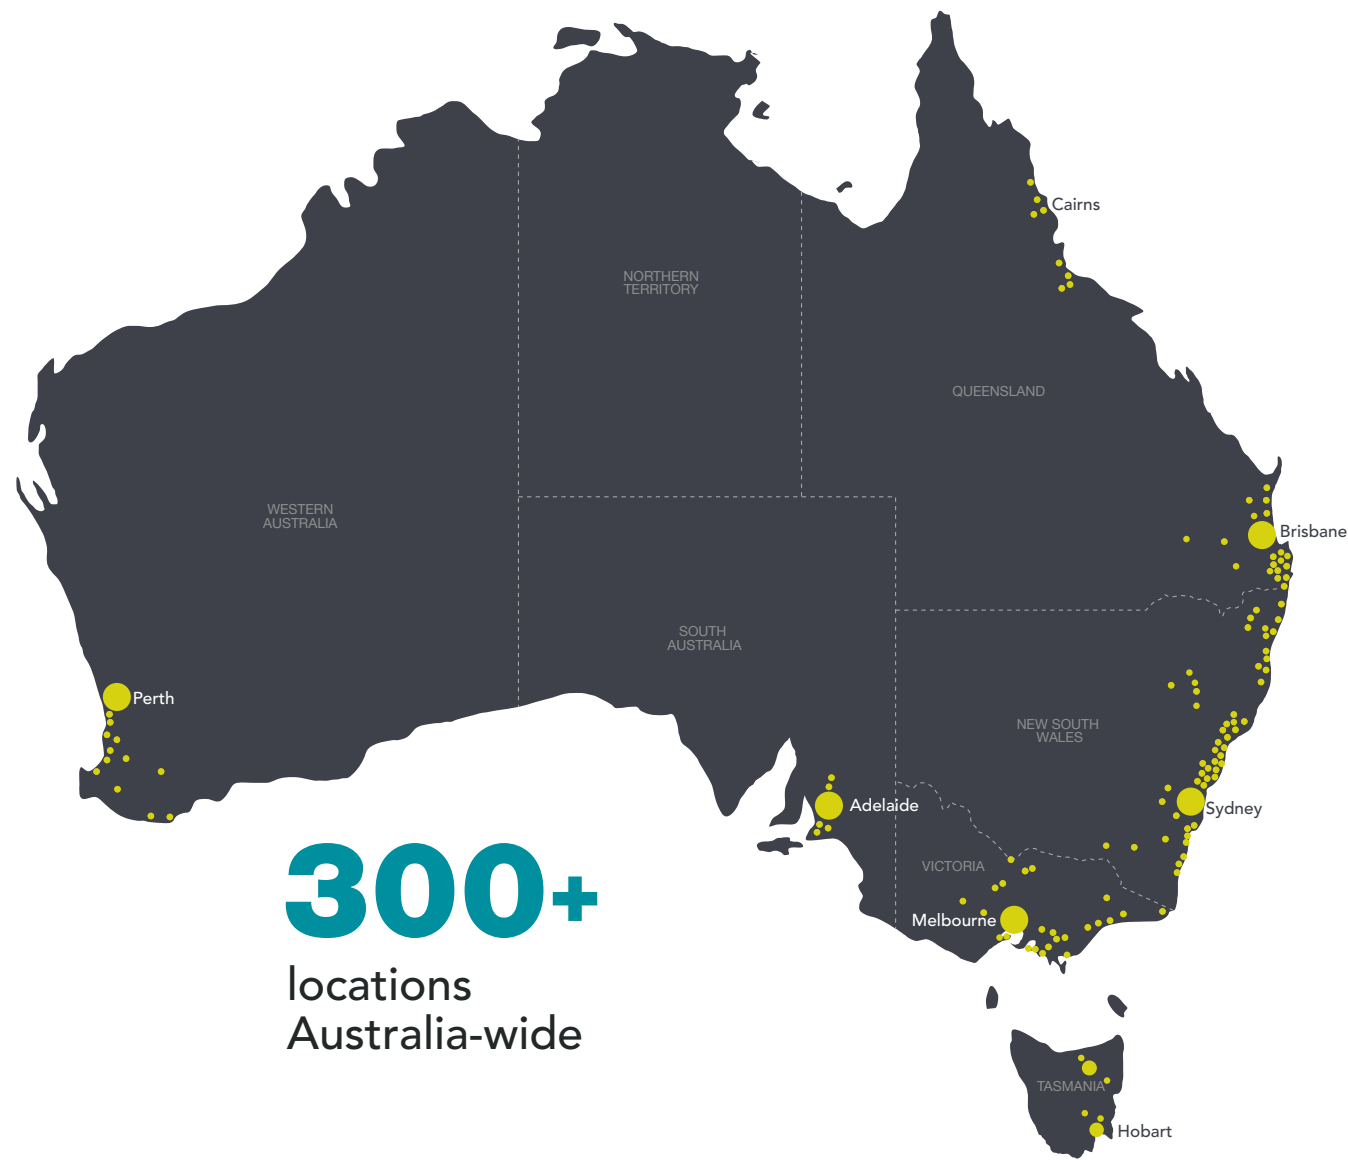 Cairns
NORTHERN
TERRITORY
QUEENSLAND
WESTERN
AUSTRALIA
Brisbane
SOUTH
AUSTRALIA
Perth
NEW SOUTH
WALES
Adelaide
Sydney
VICTORIA
Melbourne
300+
locations
Australia-wide
TASMANIA
Hobart